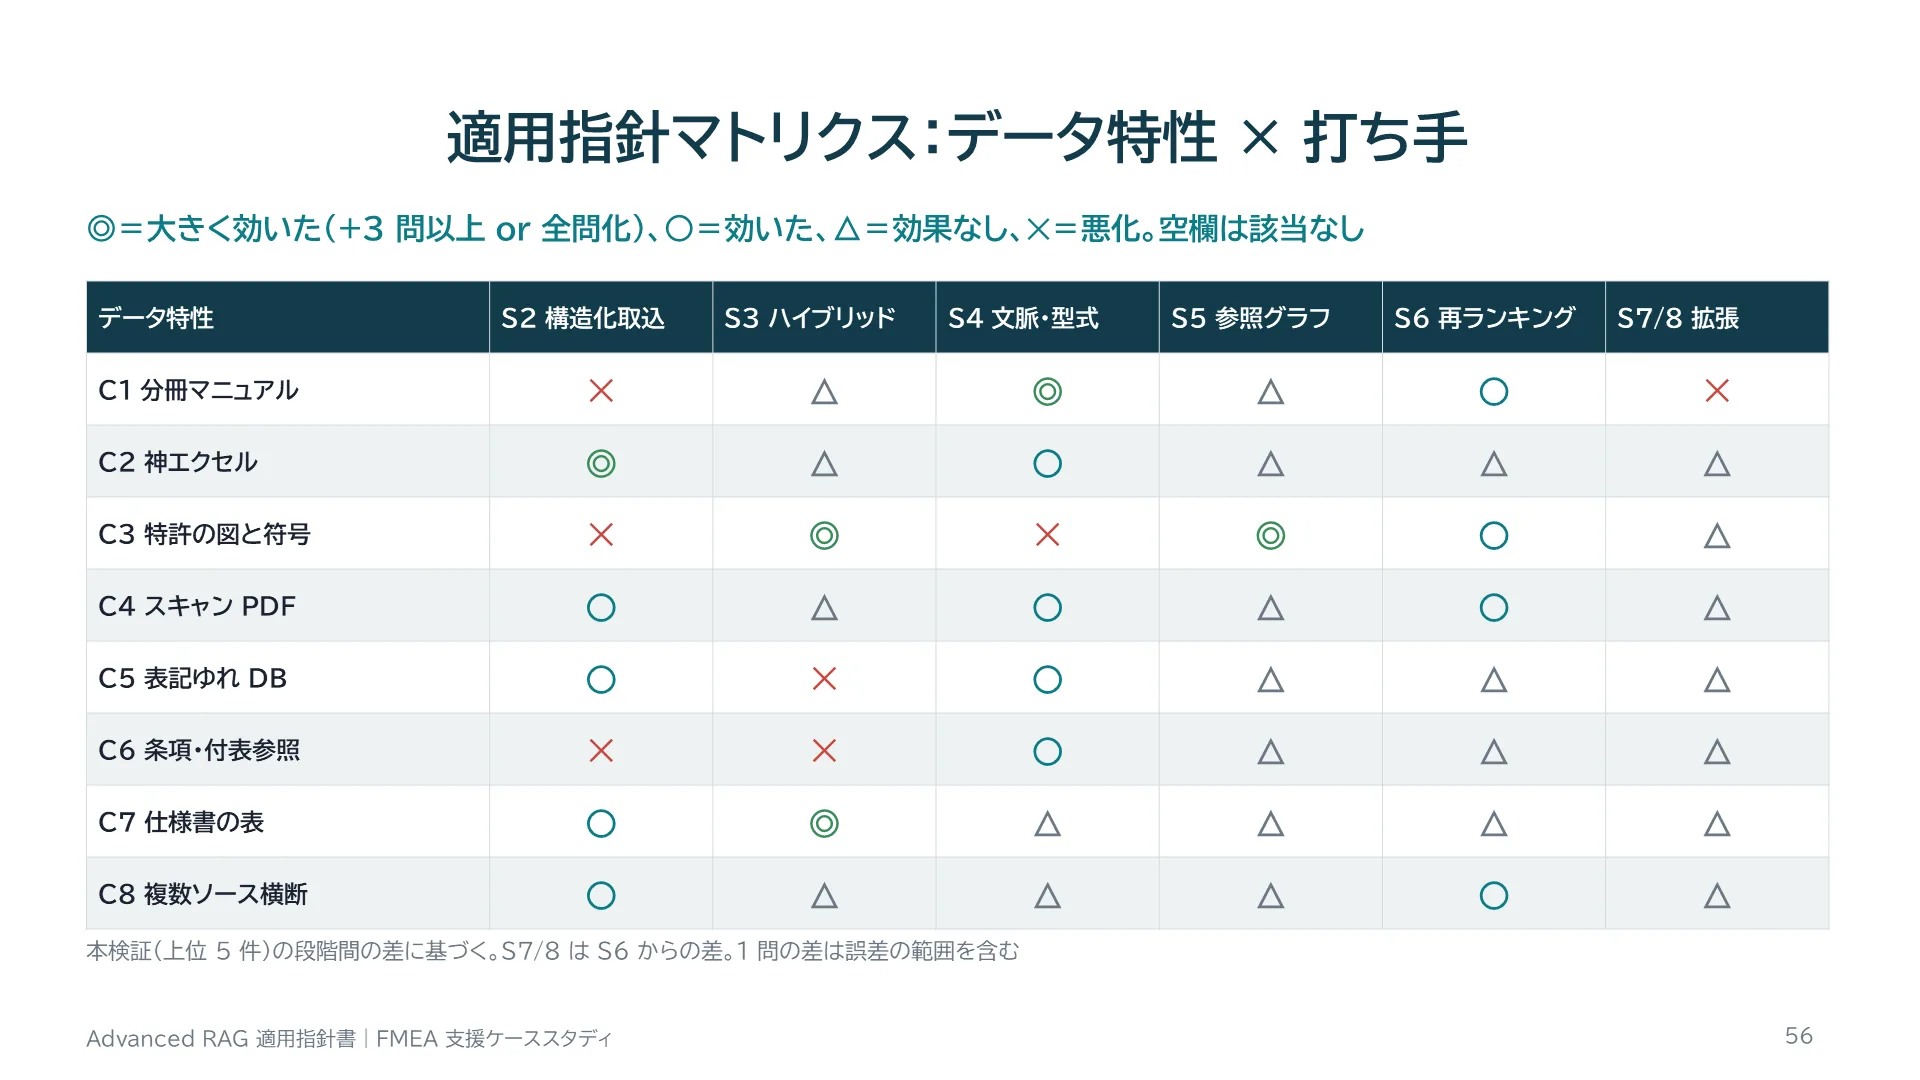 適用指針マトリクス：データ特性 × 打ち手
◎＝大きく効いた（+3 問以上 or 全問化）、○＝効いた、△＝効果なし、×＝悪化。空欄は該当なし
データ特性 S2 構造化取込 S3 ハイブリッド S4 文脈・型式 S5 参照グラフ S6 再ランキング S7/8 拡張
C1 分冊マニュアル × △ ◎ △ ○ ×
C2 神エクセル ◎ △ ○ △ △ △
C3 特許の図と符号 × ◎ × ◎ ○ △
C4 スキャン PDF ○ △ ○ △ ○ △
C5 表記ゆれ DB ○ × ○ △ △ △
C6 条項・付表参照 × × ○ △ △ △
C7 仕様書の表 ○ ◎ △ △ △ △
C8 複数ソース横断 ○ △ △ △ ○ △
本検証（上位 5 件）の段階間の差に基づく。S7/8 は S6 からの差。1 問の差は誤差の範囲を含む
Advanced RAG 適用指針書｜FMEA 支援ケーススタディ
56